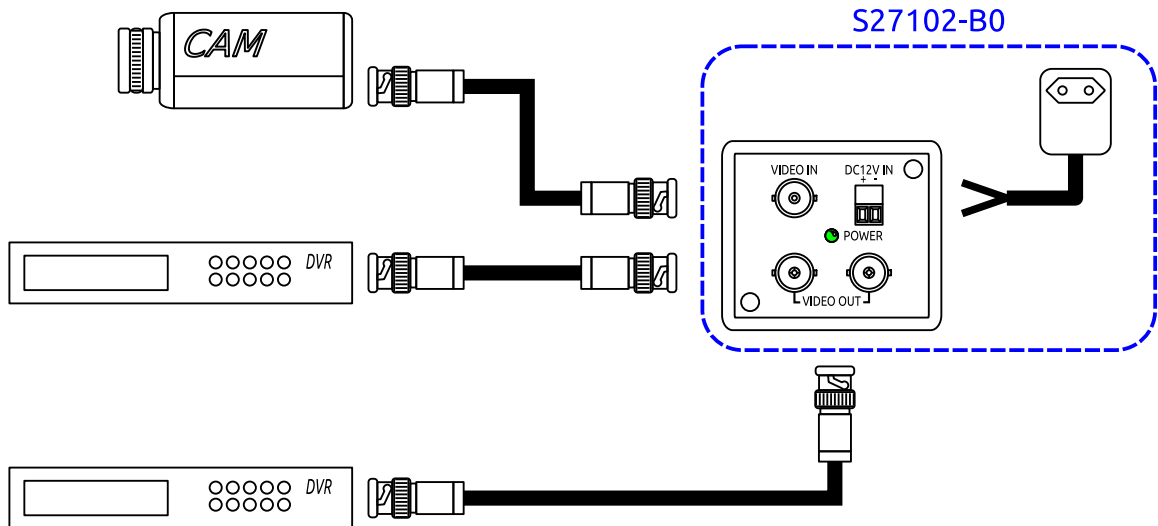 S27102-B0
CAM
VIDEO IN
DC12V IN
+ -
POWER
DVR
VIDEO OUT
DVR